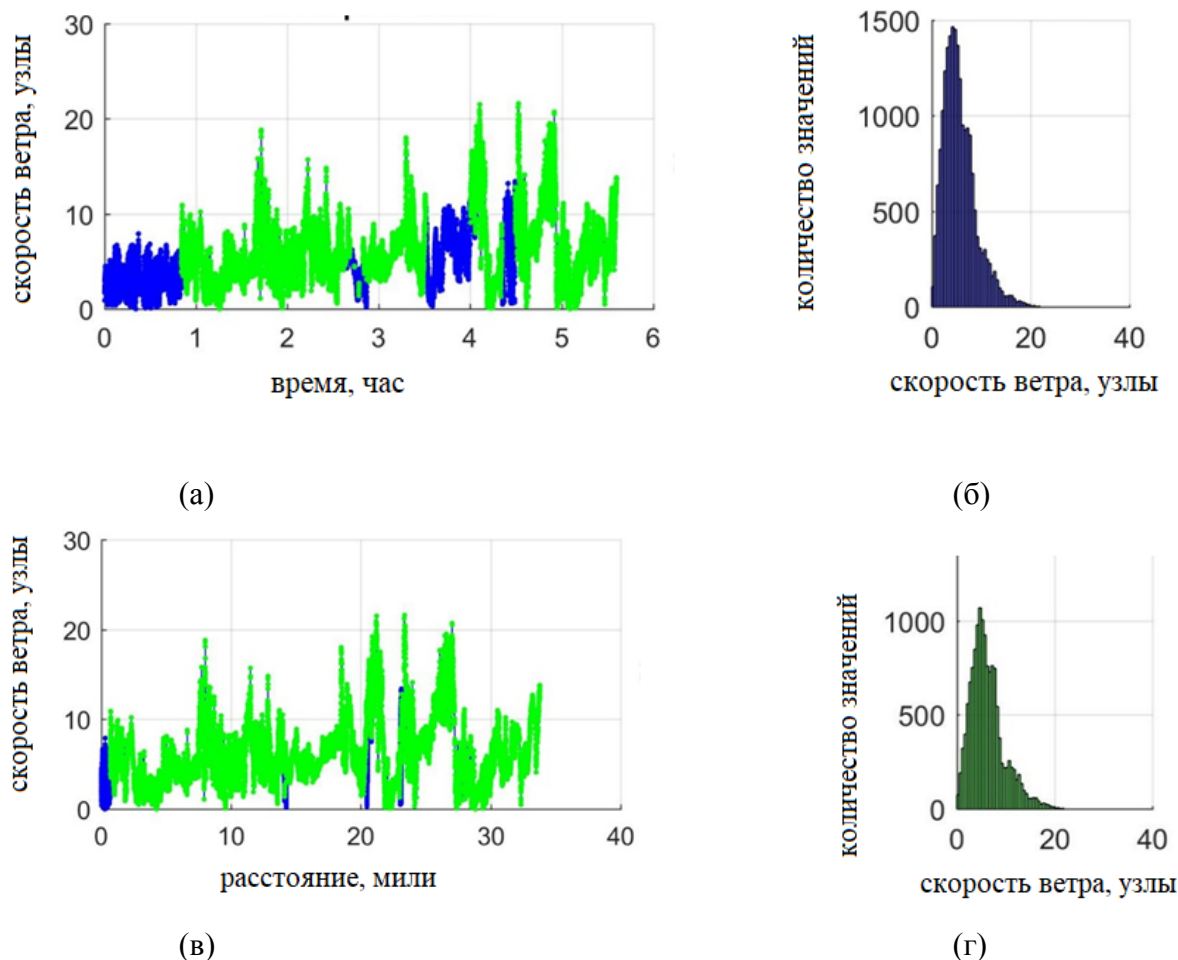 скорость ветра, узлы
30
20
10
0
0 1 2 3 4 5 6
время, час
(а)
количество значений
1500
1000
500
0
0 20 40
скорость ветра, узлы
(б)
скорость ветра, узлы
30
20
10
0
0 10 20 30 40
расстояние, мили
(в)
количество значений
1000
500
0
0 20 40
скорость ветра, узлы
(г)